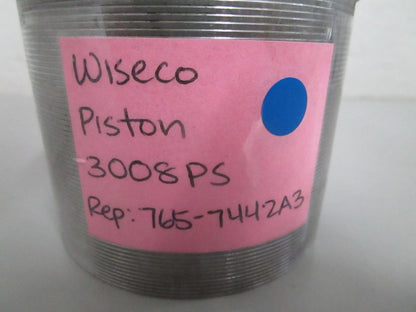 Wiseco
Piston
3008PS
Rep: 765-7442A3